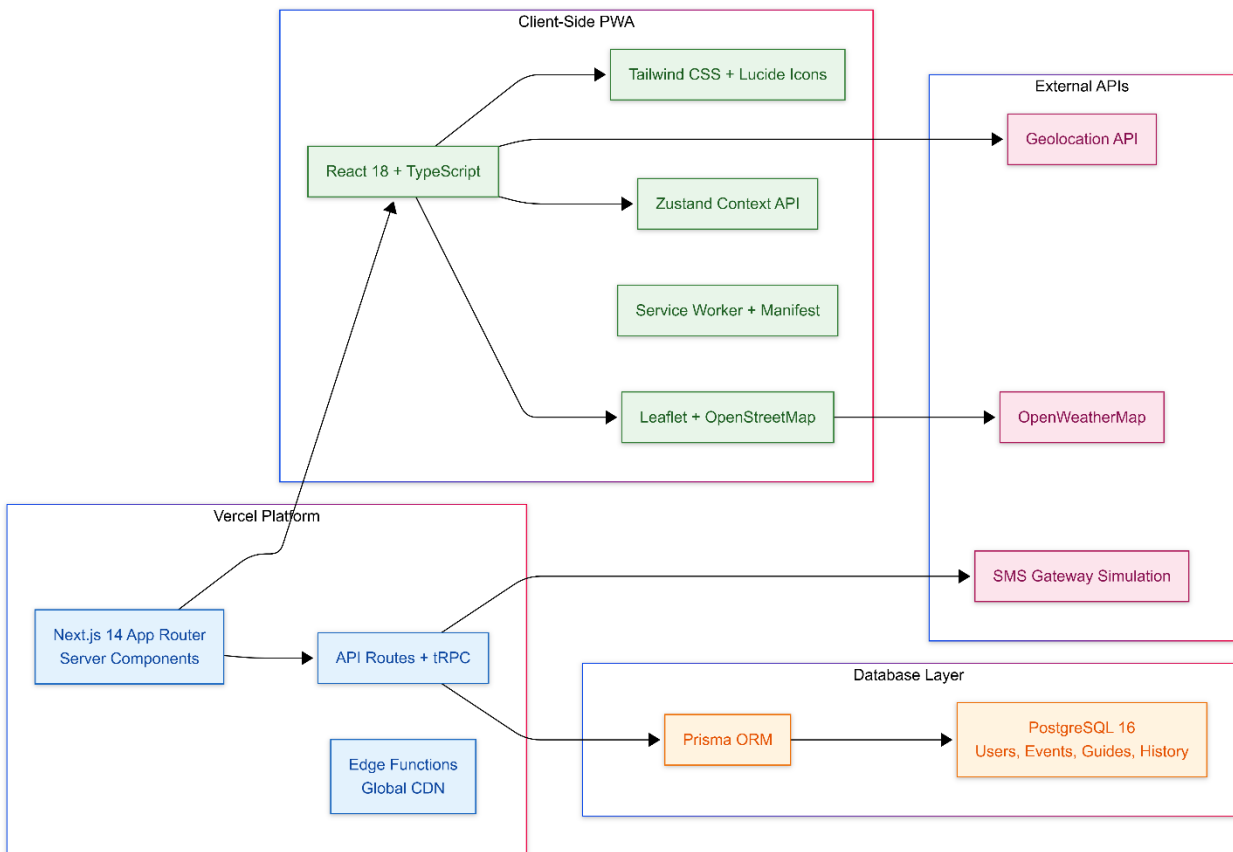 Client-Side PWA
Tailwind CSS + Lucide Icons
React 18 + TypeScript
Zustand Context API
Service Worker + Manifest
Leaflet + OpenStreetMap
External APIs
Geolocation API
OpenWeatherMap
SMS Gateway Simulation
Vercel Platform
Next.js 14 App Router
Server Components
API Routes + tRPC
Edge Functions
Global CDN
Database Layer
Prisma ORM
PostgreSQL 16
Users, Events, Guides, History